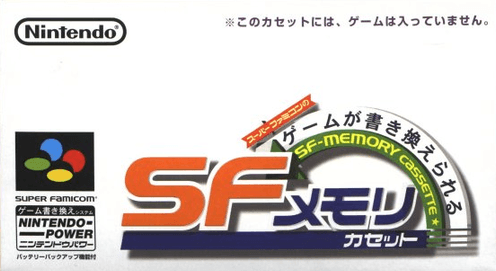 Nintendo
※このカセットには、ゲームは入っていません。
スーパーファミコンの
ゲームが書き換えられる
SF-MEMORY CASSETTE★
SFメモリ
カセット
SUPER FAMICOM
ゲーム書き換えシステム
NINTENDO
POWER
ニンテンドウパワー
バッテリーバックアップ機能付